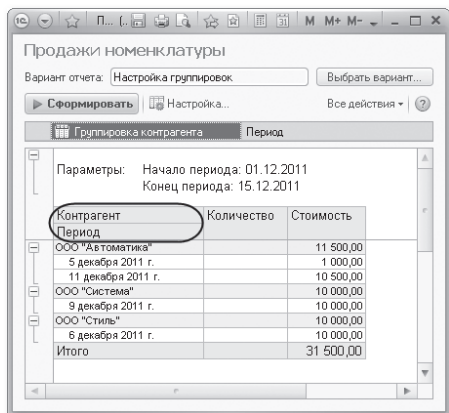 1С П... (.. 31 M M+ M-
Продажи номенклатуры
Вариант отчета: Настройка группировок Выбрать вариант...
Сформировать Настройка... Все действия ?
Группировка контрагента Период
Параметры: Начало периода: 01.12.2011
Конец периода: 15.12.2011
Контрагент Количество Стоимость
Период
ООО "Автоматика" 11 500,00
5 декабря 2011 г. 1 000,00
11 декабря 2011 г. 10 500,00
ООО "Система" 10 000,00
9 декабря 2011 г. 10 000,00
ООО "Стиль" 10 000,00
6 декабря 2011 г. 10 000,00
Итого 31 500,00